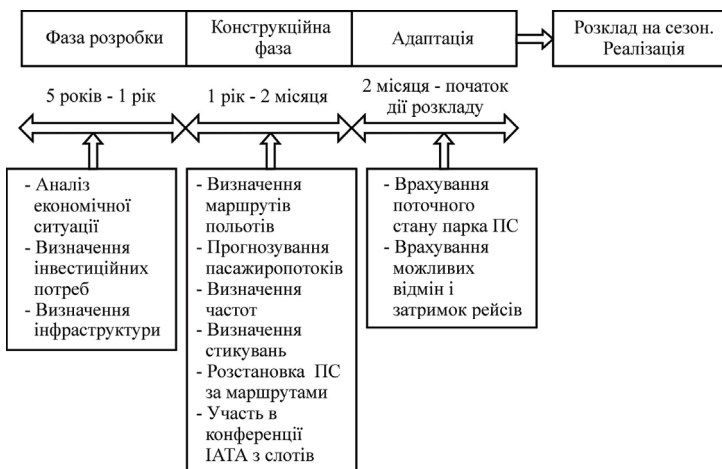 Фаза розробки
Конструкційна
фаза
Адаптація
Розклад на сезон.
Реалізація
5 років - 1 рік
1 рік - 2 місяця
2 місяця - початок
дії розкладу
- Аналіз
економічної
ситуації
- Визначення
інвестиційних
потреб
- Визначення
інфраструктури
- Визначення
маршрутів
польотів
- Прогнозування
пасажиропотоків
- Визначення
частот
- Визначення
стикувань
- Розстановка ПС
за маршрутами
- Участь в
конференції
ІАТА з слотів
- Врахування
поточного
стану парка ПС
- Врахування
можливих
відмін і
затримок рейсів